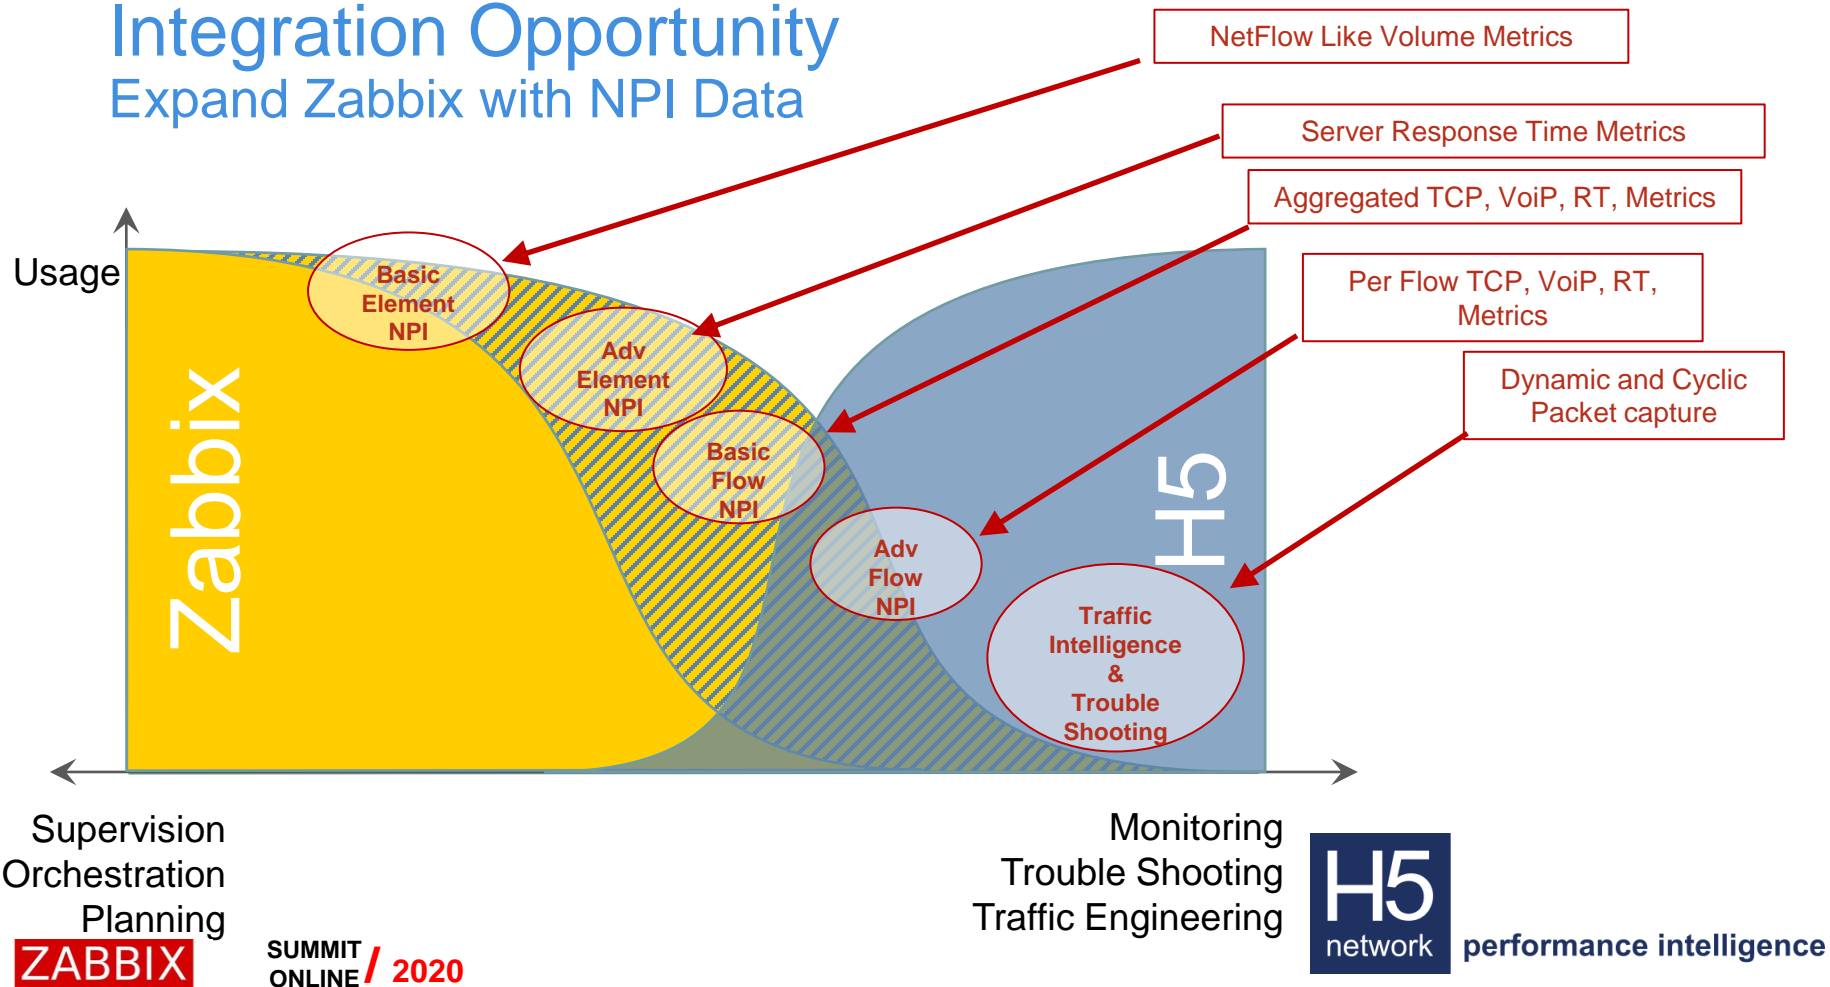 Integration Opportunity
Expand Zabbix with NPI Data
NetFlow Like Volume Metrics
Server Response Time Metrics
Aggregated TCP, VoiP, RT, Metrics
Per Flow TCP, VoiP, RT,
Metrics
Dynamic and Cyclic
Packet capture
Usage
Zabbix
Basic
Element
NPI
Adv
Element
NPI
Basic
Flow
NPI
Adv
Flow
NPI
H5
Traffic
Intelligence
&
Trouble
Shooting
Supervision
Orchestration
Planning
Monitoring
Trouble Shooting
Traffic Engineering
ZABBIX
SUMMIT
ONLINE / 2020
H5
network
performance intelligence